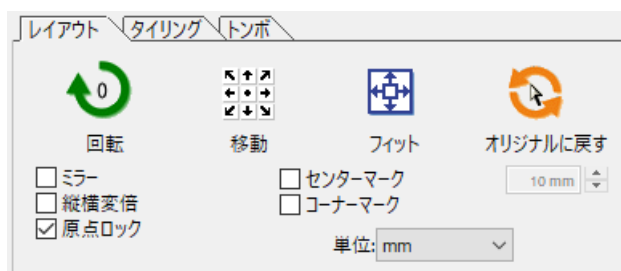 レイアウト タイリング トンボ
0
回転 移動 フィット オリジナルに戻す
ミラー センターマーク 10 mm
縦横変倍 コーナーマーク
原点ロック
単位: mm